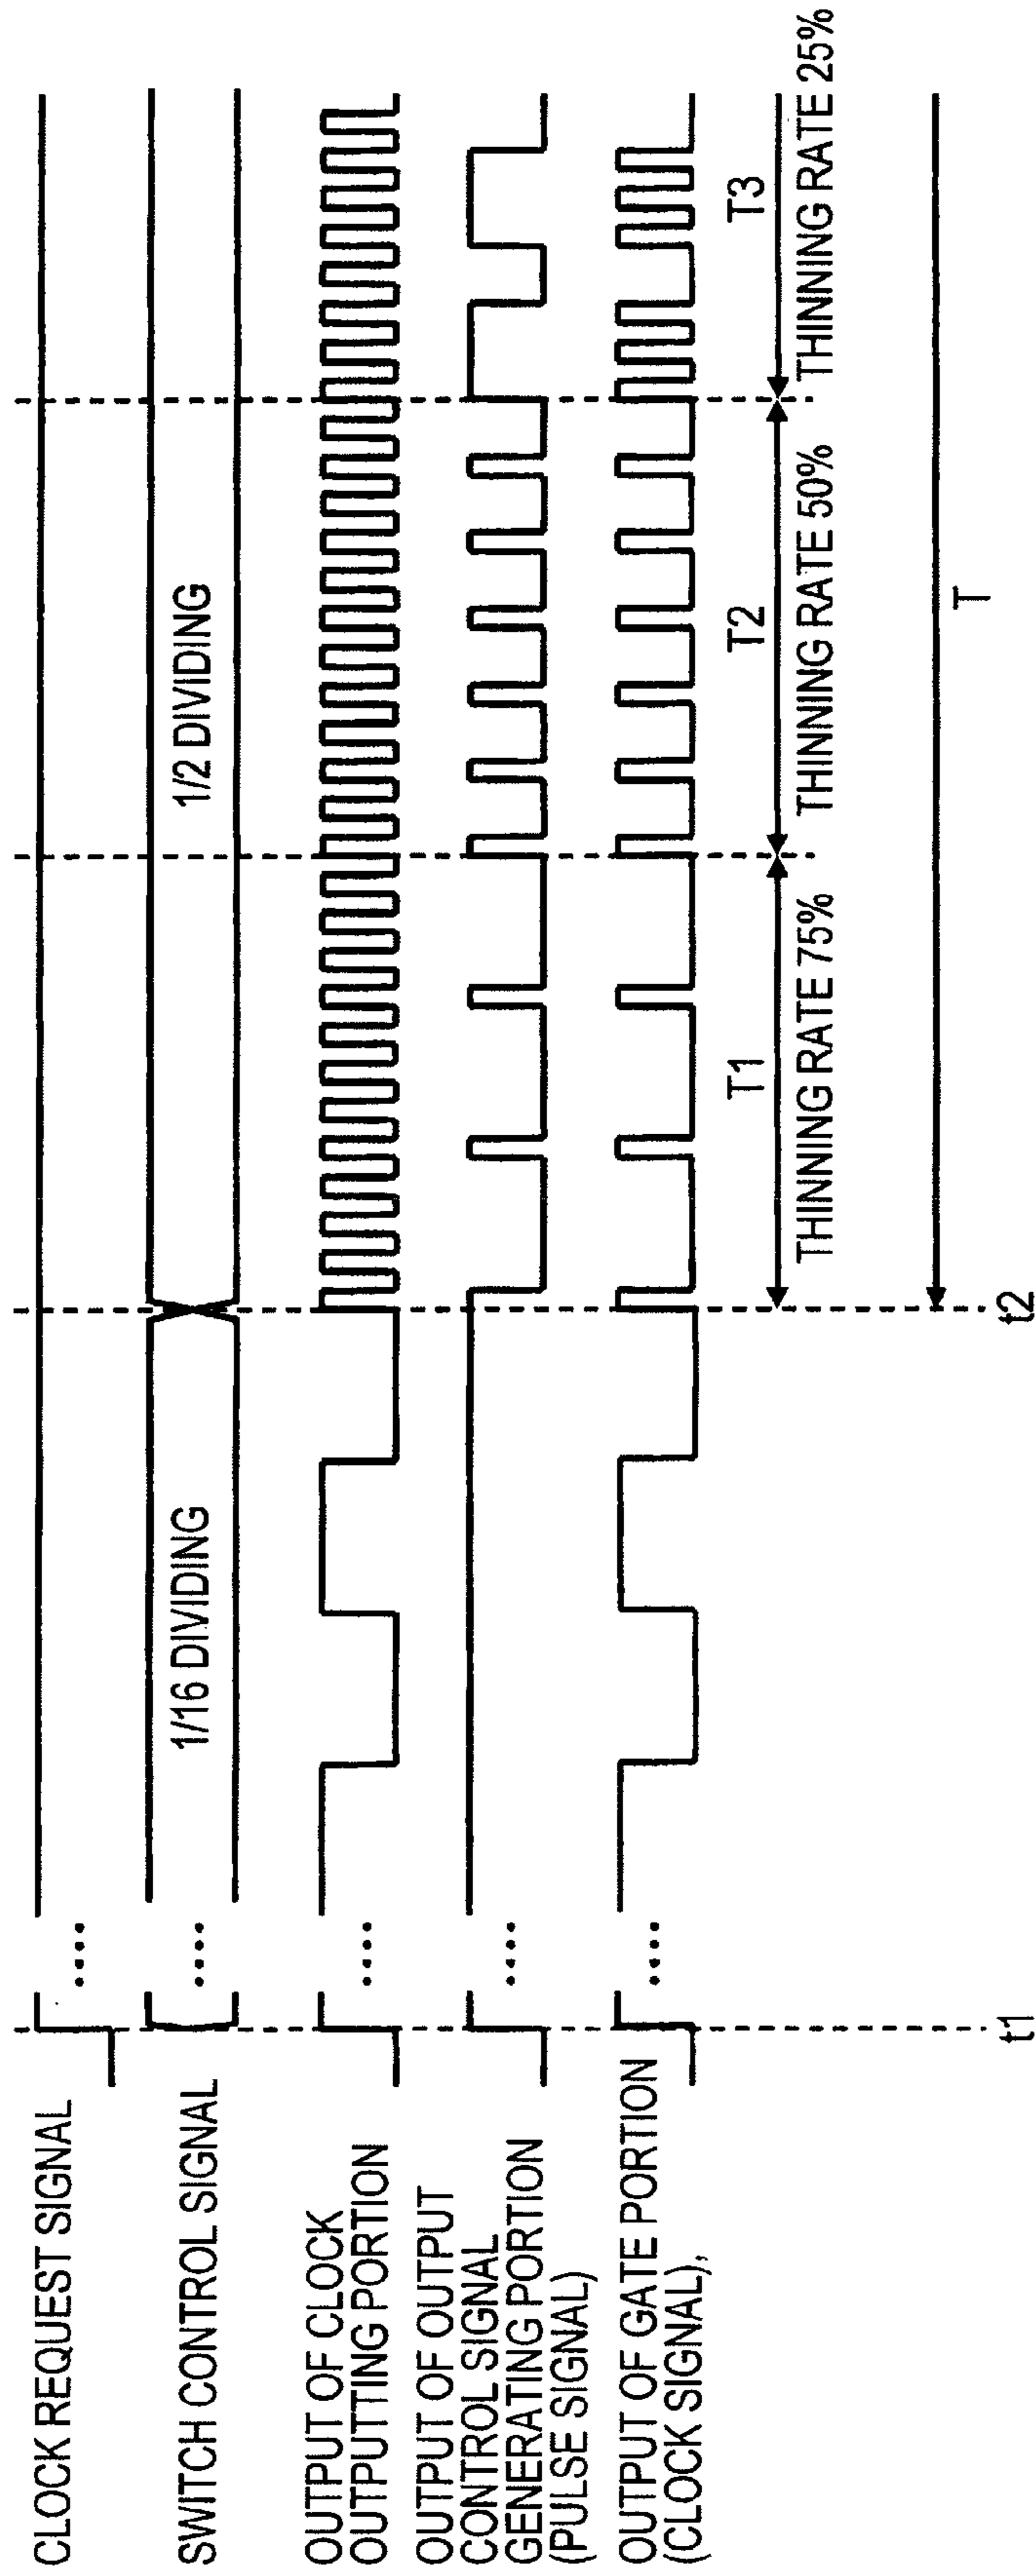 CLOCK REQUEST SIGNAL
....
SWITCH CONTROL SIGNAL
....
1/16 DIVIDING
1/2 DIVIDING
OUTPUT OF CLOCK
OUTPUTTING PORTION
....
OUTPUT OF OUTPUT
CONTROL SIGNAL
GENERATING PORTION
(PULSE SIGNAL)
....
OUTPUT OF GATE PORTION
(CLOCK SIGNAL),
....
T1
T2
T3
THINNING RATE 75%
THINNING RATE 50%
THINNING RATE 25%
T
t1
t2